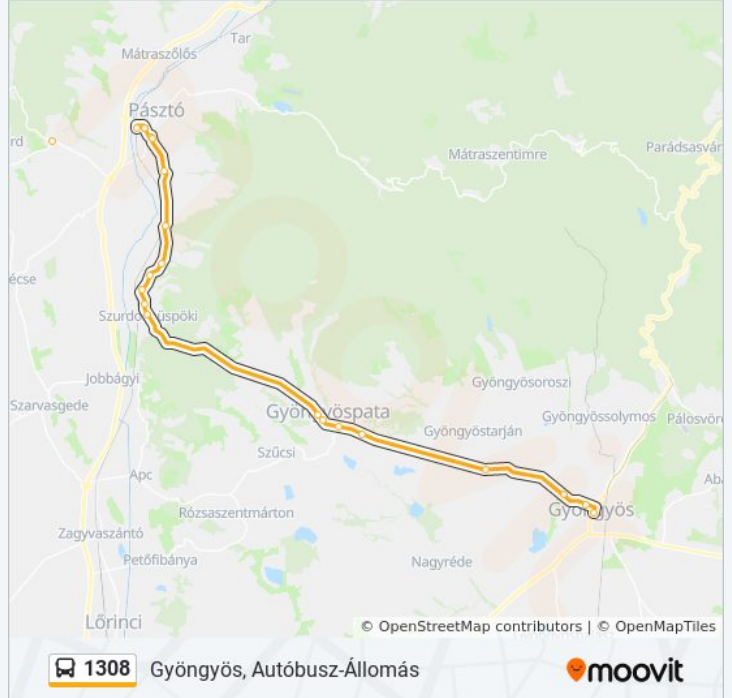 Tar
Mátraszőlős
Pásztó
rd
Mátraszentimre
Parádsasvár
écse
Szurdokpüspöki
Jobbágyi
Szarvasgede
Gyöngyösoroszi
Gyöngyöspata
Gyöngyössolymos
Pálosvörö
Gyöngyöstarján
Szűcsi
Apc
Aba
Rózsaszentmárton
Gyöngyös
Zagyvaszántó
Petőfibánya
Nagyréde
Lőrinci
© OpenStreetMap contributors | © OpenMapTiles
1308 Gyöngyös, Autóbusz-Állomás
moovit